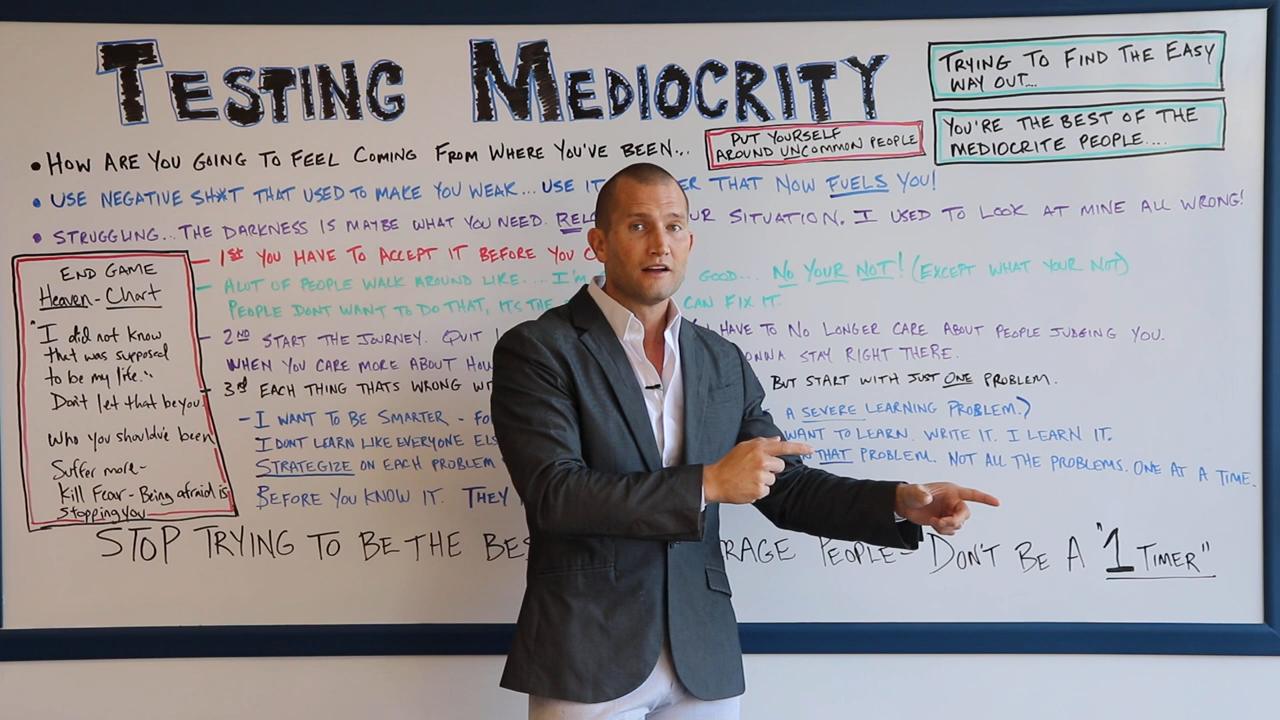 TESTING MEDIOCRITY
TRYING TO FIND THE EASY
WAY OUT...
YOU'RE THE BEST OF THE
MEDIOCRITE PEOPLE....
PUT YOURSELF
AROUND UNCOMMON PEOPLE
• HOW ARE YOU GOING TO FEEL COMING FROM WHERE YOU'VE BEEN...
• USE NEGATIVE SH*T THAT USED TO MAKE YOU WEAK... USE IT THAT NOW FUELS YOU!
• STRUGGLING... THE DARKNESS IS MAYBE WHAT YOU NEED. SITUATION. I USED TO LOOK AT MINE ALL WRONG!
END GAME
Heaven - Chart
"I did not know
that was supposed
to be my life."
Don't let that be you.
Who you should've been
Suffer more -
Kill Fear - Being afraid is
stopping you
- 1st YOU HAVE TO ACCEPT IT BEFORE YOU
- ALOT OF PEOPLE WALK AROUND LIKE.... I'm GOOD... NO YOUR NOT! (EXCEPT WHAT YOUR NOT)
PEOPLE DONT WANT TO DO THAT, ITS THE CAN FIX IT.
- 2ND START THE JOURNEY. QUIT HAVE TO NO LONGER CARE ABOUT PEOPLE JUDGING YOU.
WHEN YOU CARE MORE ABOUT HOW STAY RIGHT THERE.
- 3rd EACH THING THATS WRONG BUT START WITH JUST ONE PROBLEM.
- I WANT TO BE SMARTER - A SEVERE LEARNING PROBLEM.)
I DONT LEARN LIKE EVERYONE WANT TO LEARN. WRITE IT. I LEARN IT.
STRATEGIZE ON EACH PROBLEM THAT PROBLEM. NOT ALL THE PROBLEMS. ONE AT A TIME.
BEFORE YOU KNOW IT. THEY
STOP TRYING TO BE THE PEOPLE - DON'T BE A "1 TIMER"